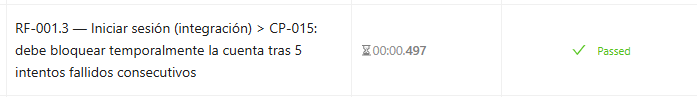 RF-001.3 — Iniciar sesión (integración) > CP-015:
debe bloquear temporalmente la cuenta tras 5
intentos fallidos consecutivos
00:00.497
Passed